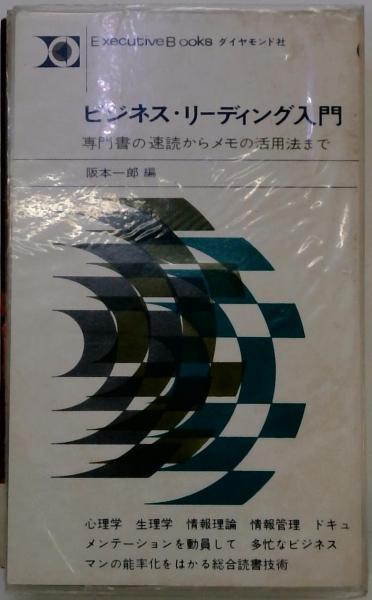 Executive Books ダイヤモンド社
ビジネス・リーディング入門
専門書の速読からメモの活用法まで
阪本一郎 編
心理学 生理学 情報理論 情報管理 ドキュ
メンテーションを動員して 多忙なビジネス
マンの能率化をはかる総合読書技術